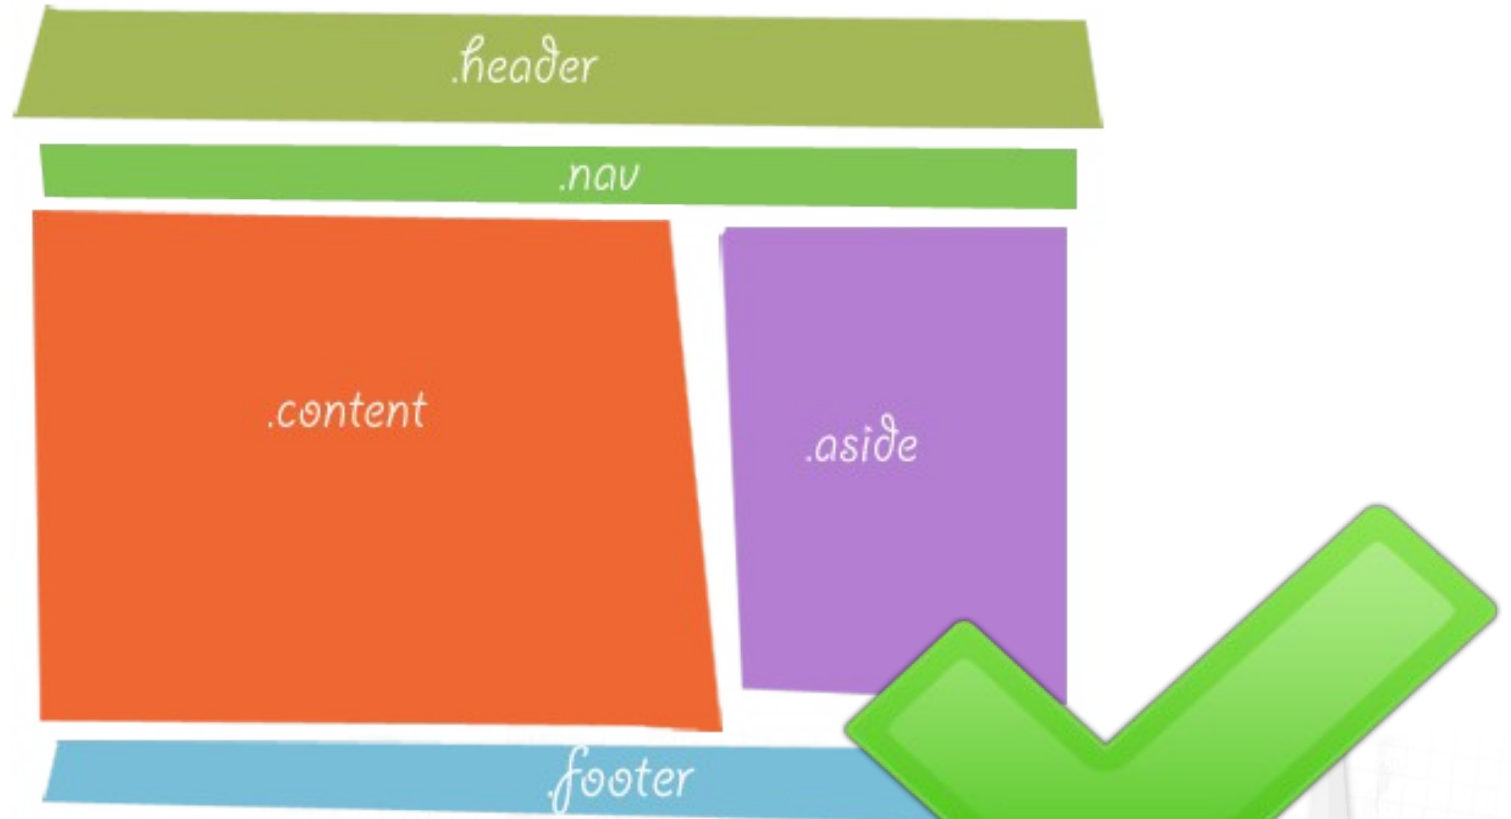 .header
.nav
.content
.aside
.footer